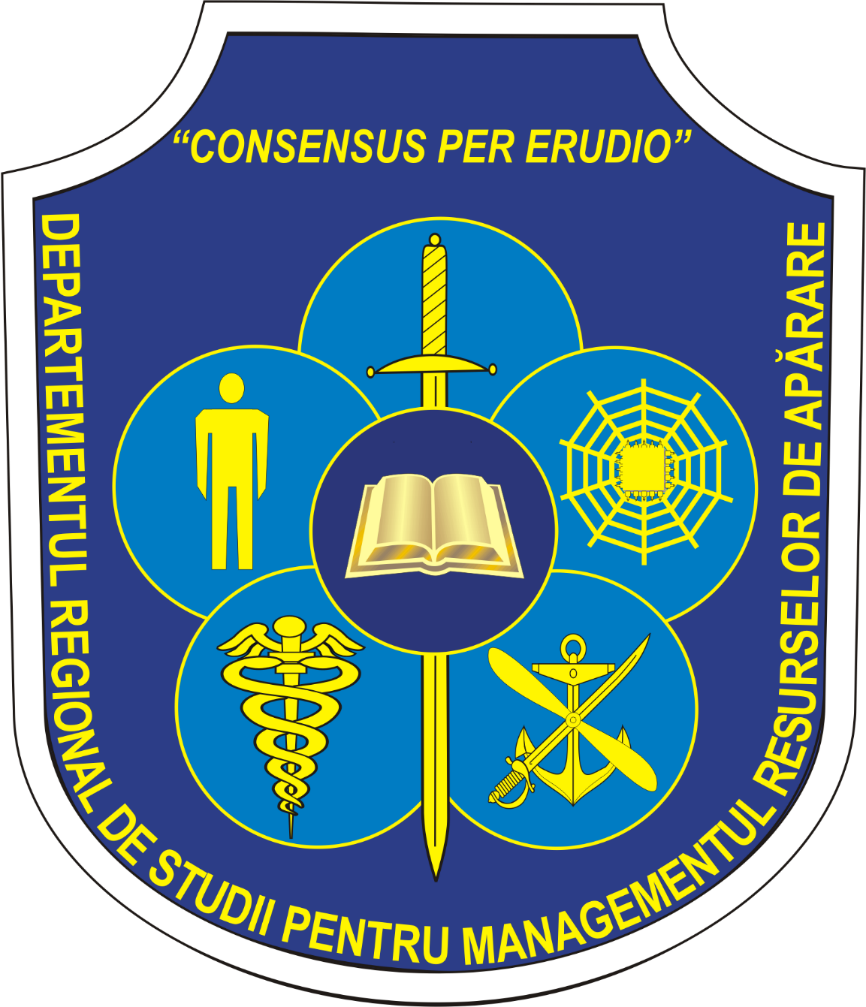 “CONSENSUS PER ERUDIO”
DEPARTEMENTUL REGIONAL DE STUDII PENTRU MANAGEMENTUL RESURSELOR DE APĂRARE